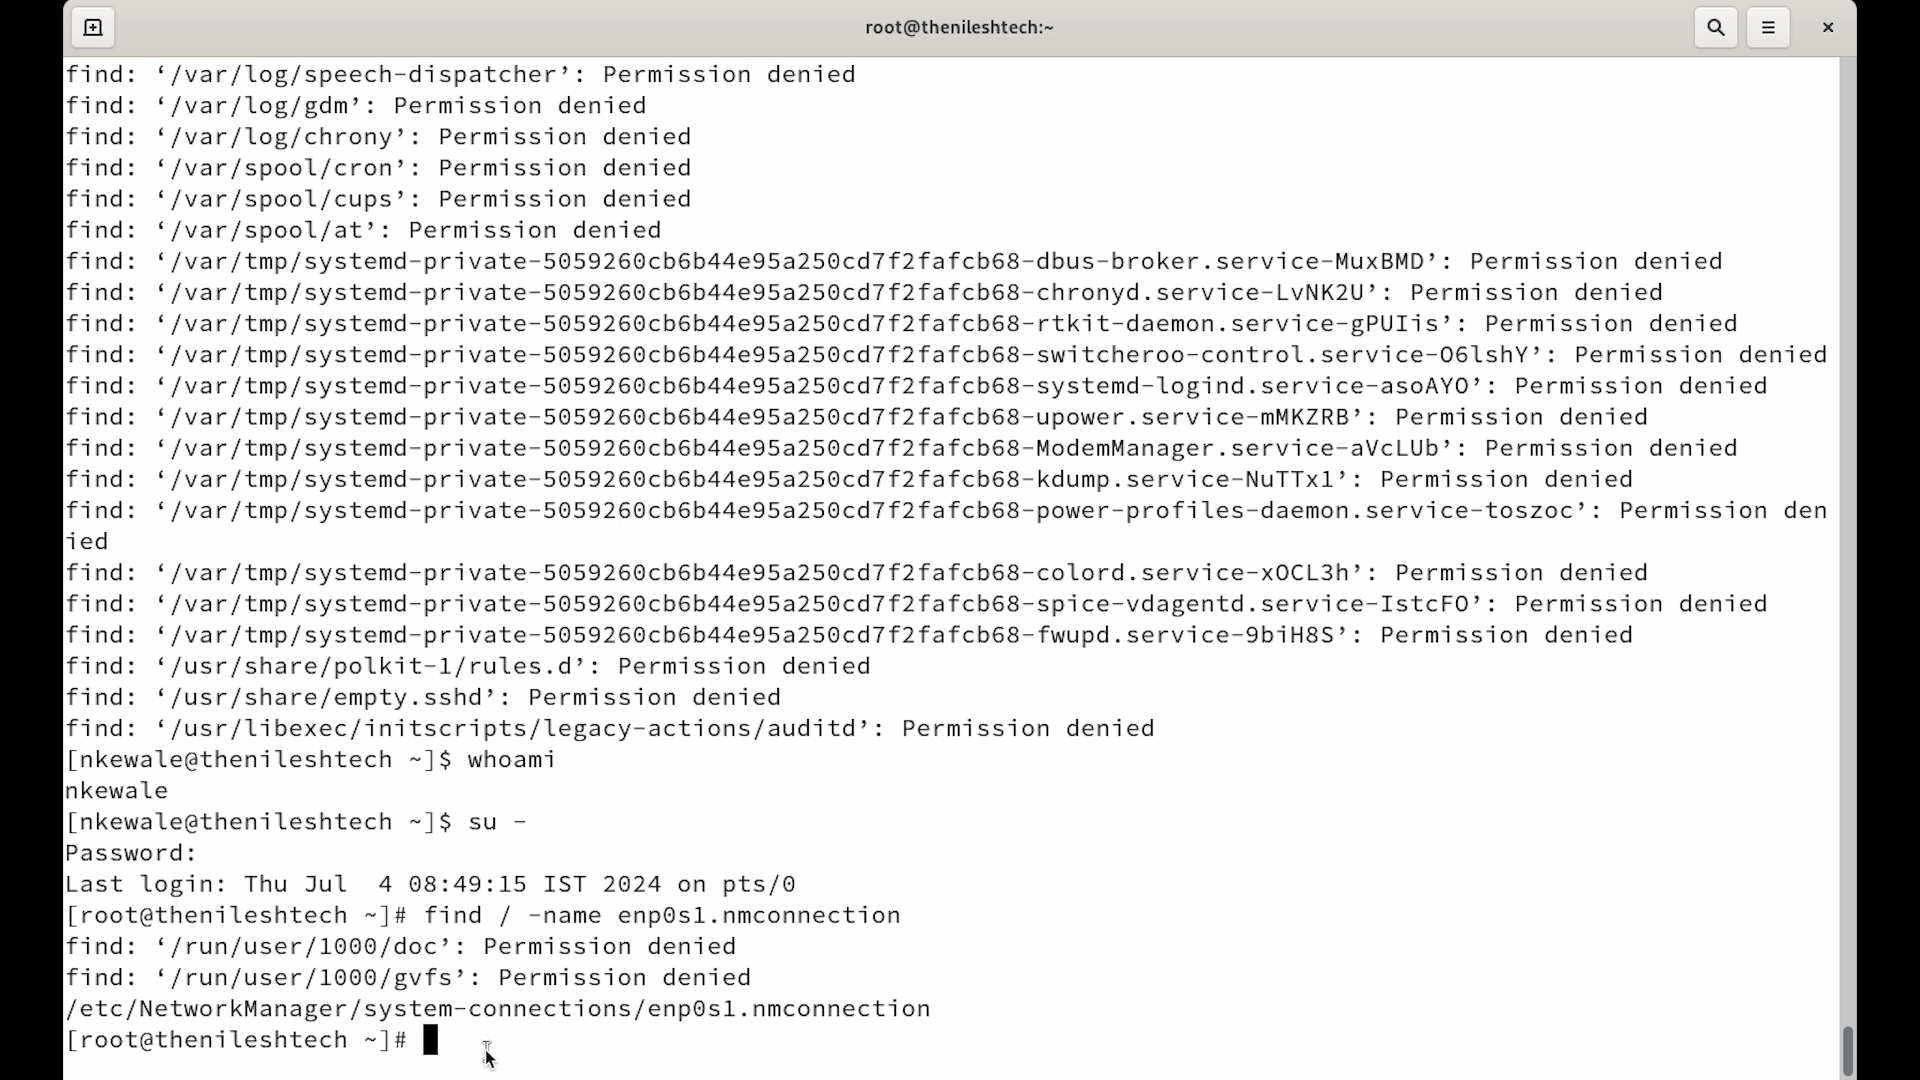 root@thenileshtech:~
find: ‘/var/log/speech-dispatcher’: Permission denied
find: ‘/var/log/gdm’: Permission denied
find: ‘/var/log/chrony’: Permission denied
find: ‘/var/spool/cron’: Permission denied
find: ‘/var/spool/cups’: Permission denied
find: ‘/var/spool/at’: Permission denied
find: ‘/var/tmp/systemd-private-5059260cb6b44e95a250cd7f2fafcb68-dbus-broker.service-MuxBMD’: Permission denied
find: ‘/var/tmp/systemd-private-5059260cb6b44e95a250cd7f2fafcb68-chronyd.service-LvNK2U’: Permission denied
find: ‘/var/tmp/systemd-private-5059260cb6b44e95a250cd7f2fafcb68-rtkit-daemon.service-gPUIis’: Permission denied
find: ‘/var/tmp/systemd-private-5059260cb6b44e95a250cd7f2fafcb68-switcheroo-control.service-O6lshY’: Permission denied
find: ‘/var/tmp/systemd-private-5059260cb6b44e95a250cd7f2fafcb68-systemd-logind.service-asoAYO’: Permission denied
find: ‘/var/tmp/systemd-private-5059260cb6b44e95a250cd7f2fafcb68-upower.service-mMKZRB’: Permission denied
find: ‘/var/tmp/systemd-private-5059260cb6b44e95a250cd7f2fafcb68-ModemManager.service-aVcLUb’: Permission denied
find: ‘/var/tmp/systemd-private-5059260cb6b44e95a250cd7f2fafcb68-kdump.service-NuTTx1’: Permission denied
find: ‘/var/tmp/systemd-private-5059260cb6b44e95a250cd7f2fafcb68-power-profiles-daemon.service-toszoc’: Permission den
ied
find: ‘/var/tmp/systemd-private-5059260cb6b44e95a250cd7f2fafcb68-colord.service-xOCL3h’: Permission denied
find: ‘/var/tmp/systemd-private-5059260cb6b44e95a250cd7f2fafcb68-spice-vdagentd.service-IstcFO’: Permission denied
find: ‘/var/tmp/systemd-private-5059260cb6b44e95a250cd7f2fafcb68-fwupd.service-9biH8S’: Permission denied
find: ‘/usr/share/polkit-1/rules.d’: Permission denied
find: ‘/usr/share/empty.sshd’: Permission denied
find: ‘/usr/libexec/initscripts/legacy-actions/auditd’: Permission denied
[nkewale@thenileshtech ~]$ whoami
nkewale
[nkewale@thenileshtech ~]$ su -
Password:
Last login: Thu Jul  4 08:49:15 IST 2024 on pts/0
[root@thenileshtech ~]# find / -name enp0s1.nmconnection
find: ‘/run/user/1000/doc’: Permission denied
find: ‘/run/user/1000/gvfs’: Permission denied
/etc/NetworkManager/system-connections/enp0s1.nmconnection
[root@thenileshtech ~]#